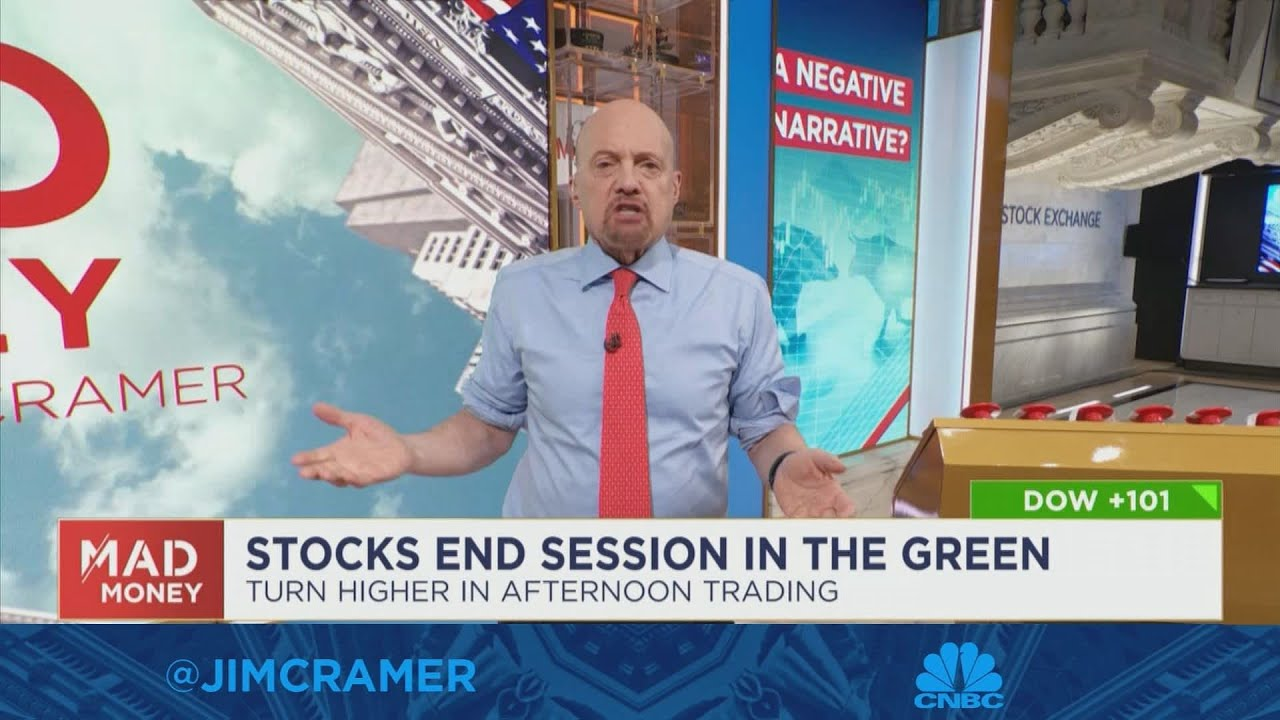 LY
CRAMER
A NEGATIVE
NARRATIVE?
STOCK EXCHANGE
DOW +101
MAD
MONEY
STOCKS END SESSION IN THE GREEN
TURN HIGHER IN AFTERNOON TRADING
@JIMCRAMER
CNBC